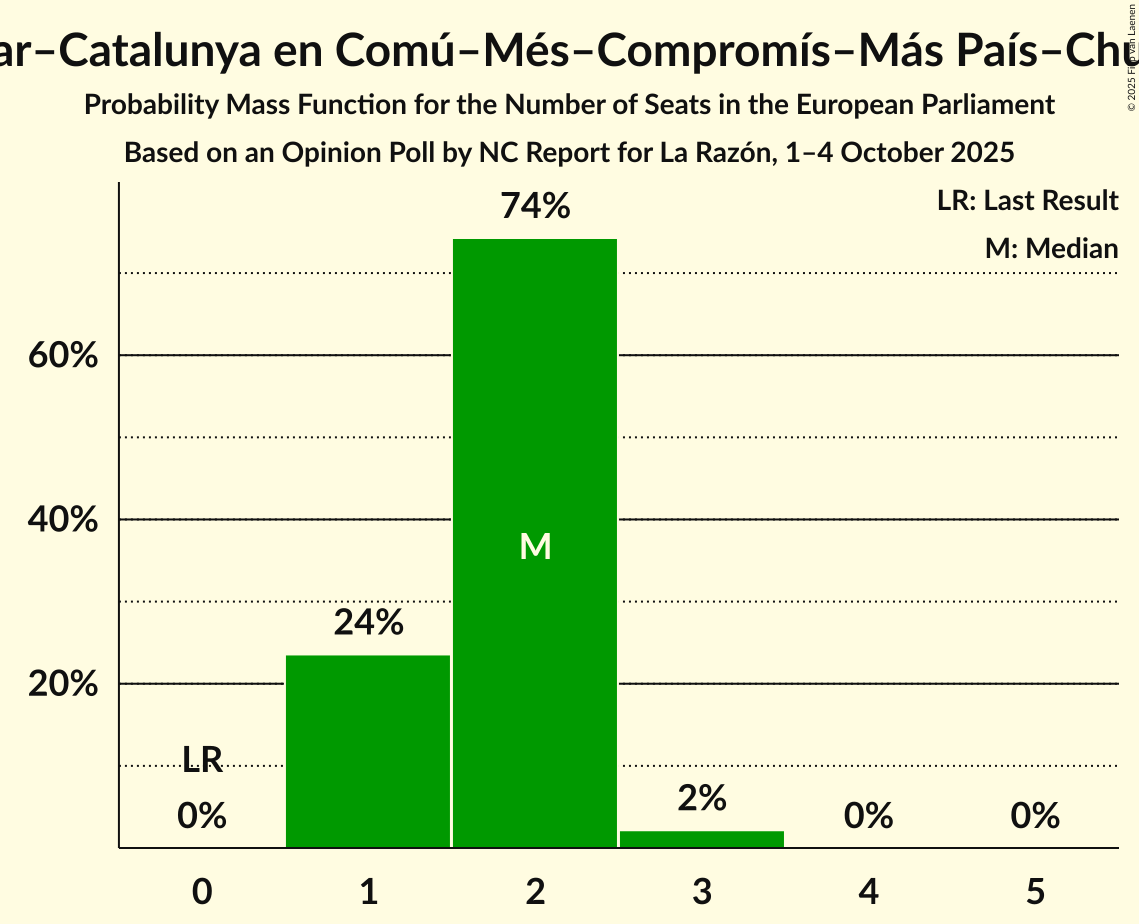 ar–Catalunya en Comú–Més–Compromís–Más País–Chu
Probability Mass Function for the Number of Seats in the European Parliament
Based on an Opinion Poll by NC Report for La Razón, 1–4 October 2025
© 2025 Filip van Laenen
LR: Last Result
M: Median
74%
60%
40%
M
24%
20%
LR
0%
2%
0%
0%
0 1 2 3 4 5